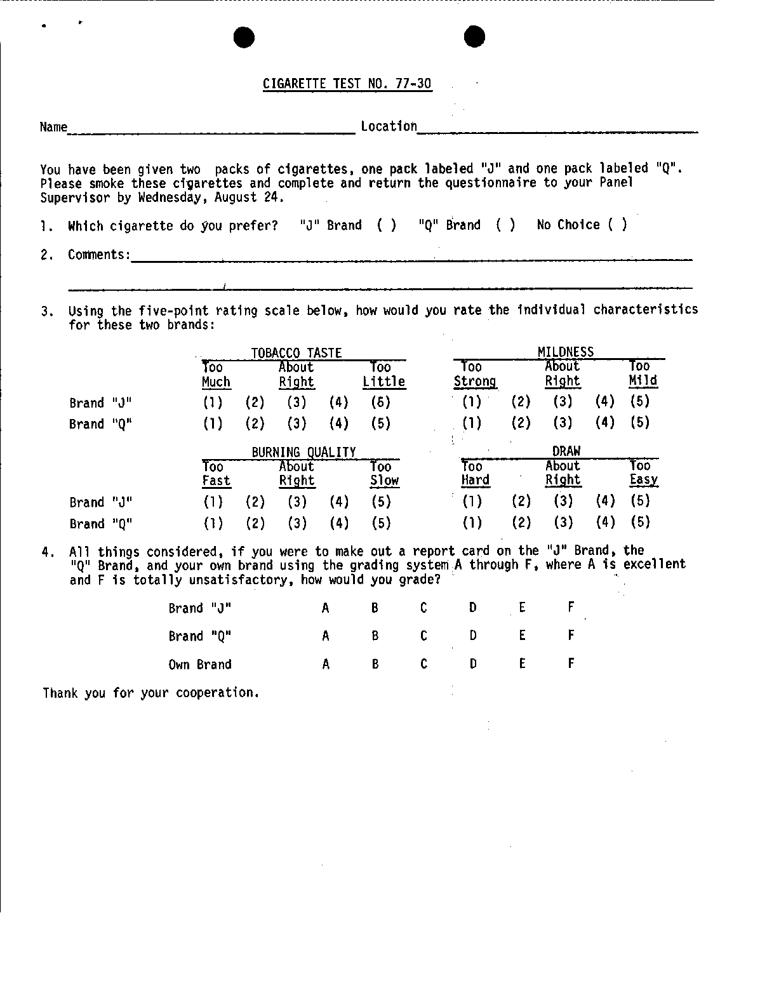 CIGARETTE TEST NO. 77-30
Name Location
You have been given two packs of cigarettes, one pack labeled "J" and one pack labeled "Q".
Please smoke these cigarettes and complete and return the questionnaire to your Panel
Supervisor by Wednesday, August 24.
1. Which cigarette do you prefer? "J" Brand ( ) "Q" Brand ( ) No Choice ( )
2. Comments:
3. Using the five-point rating scale below, how would you rate the individual characteristics
for these two brands:
TOBACCO TASTE MILDNESS
Too About Too Too About Too
Much Right Little Strong Right Mild
Brand "J" (1) (2) (3) (4) (5) (1) (2) (3) (4) (5)
Brand "Q" (1) (2) (3) (4) (5) (1) (2) (3) (4) (5)
BURNING QUALITY DRAW
Too About Too Too About Too
Fast Right Slow Hard Right Easy
Brand "J" (1) (2) (3) (4) (5) (1) (2) (3) (4) (5)
Brand "Q" (1) (2) (3) (4) (5) (1) (2) (3) (4) (5)
4. All things considered, if you were to make out a report card on the "J" Brand, the
"Q" Brand, and your own brand using the grading system A through F, where A is excellent
and F is totally unsatisfactory, how would you grade?
Brand "J" A B C D E F
Brand "Q" A B C D E F
Own Brand A B C D E F
Thank you for your cooperation.